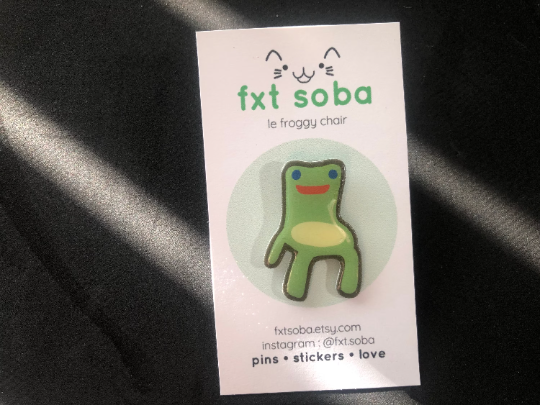 fxt soba
le froggy chair
fxtsoba.etsy.com
instagram : @fxt.soba
pins • stickers • love